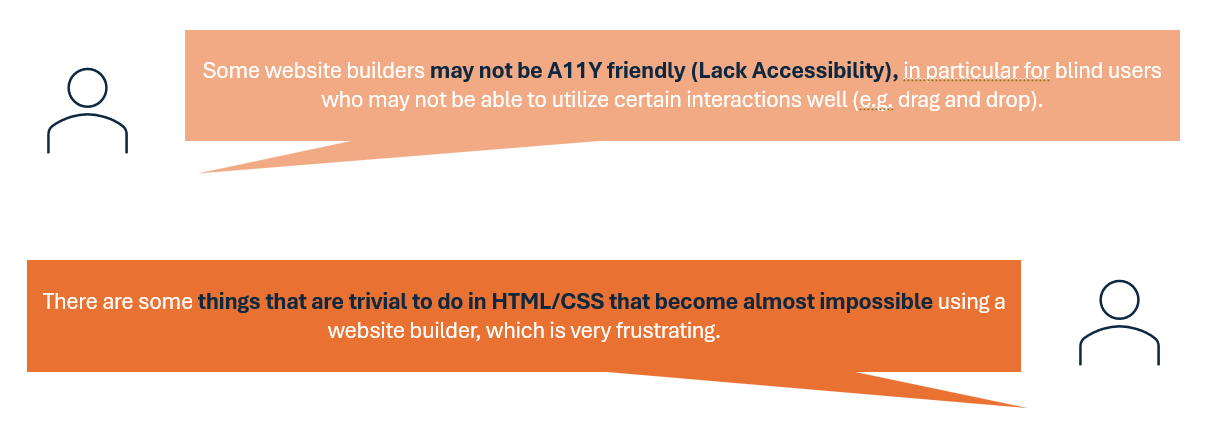 Some website builders may not be A11Y friendly (Lack Accessibility), in particular for blind users
who may not be able to utilize certain interactions well (e.g. drag and drop).
There are some things that are trivial to do in HTML/CSS that become almost impossible using a
website builder, which is very frustrating.